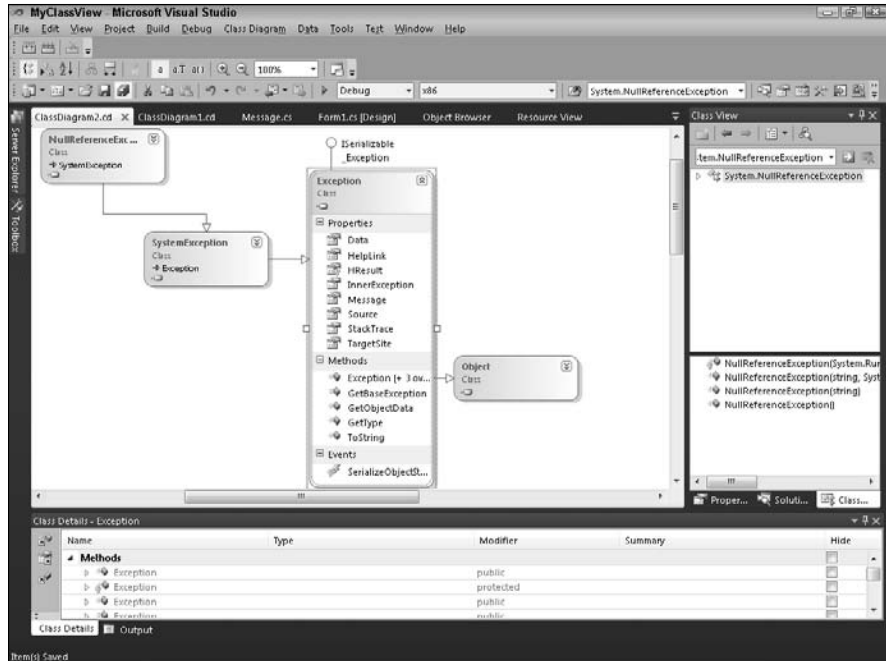 MyClassView - Microsoft Visual Studio
File Edit View Project Build Debug Class Diagram Data Tools Test Window Help
a a:T a() 100%
Debug x86 System.NullReferenceException
ClassDiagram2.cd X ClassDiagram1.cd Message.cs Form1.cs [Design] Object Browser Resource View
Server Explorer
Toolbox
NullReferenceExc...
Class
SystemException
SystemException
Class
Exception
ISerializable
_Exception
Exception
Class
Properties
Data
HelpLink
HResult
InnerException
Message
Source
StackTrace
TargetSite
Methods
Exception (+ 3 ov...
GetBaseException
GetObjectData
GetType
ToString
Events
SerializeObjectSt...
Object
Class
Class View
:tem.NullReferenceException
System.NullReferenceException
NullReferenceException(System.Run
NullReferenceException(string, Syst
NullReferenceException(string)
NullReferenceException()
Proper... Soluti... Class...
Class Details - Exception
Name Type Modifier Summary Hide
Methods
Exception public
Exception protected
Exception public
Exception public
Class Details Output
Item(s) Saved